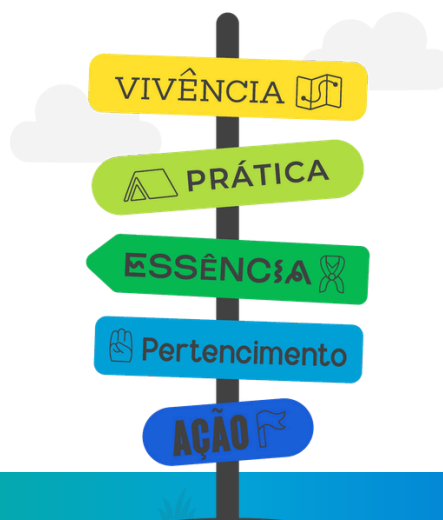 VIVÊNCIA
PRÁTICA
ESSÊNCIA
Pertencimento
AÇÃO